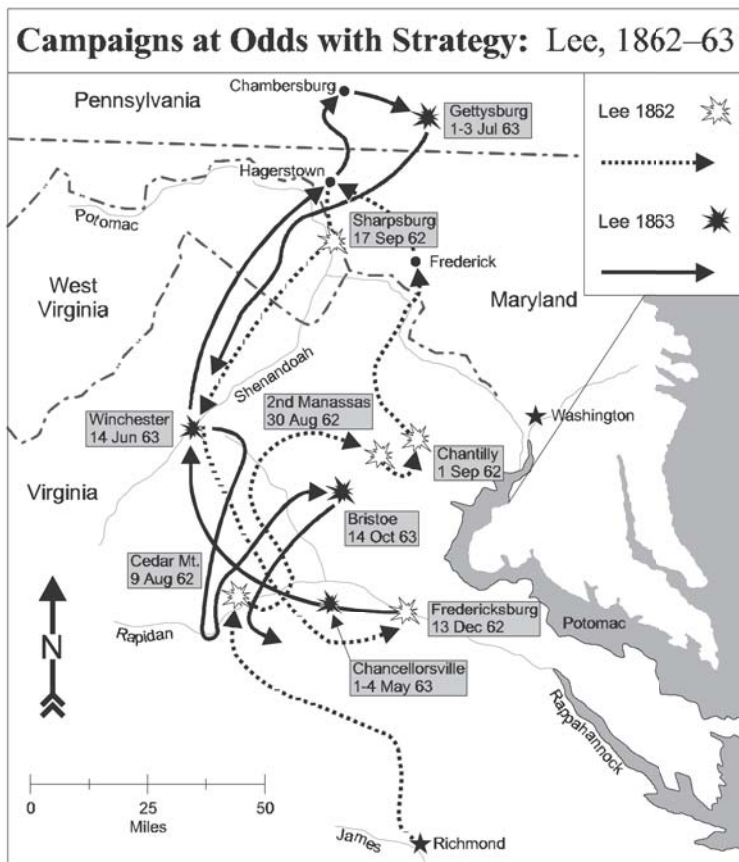 Campaigns at Odds with Strategy: Lee, 1862–63
Pennsylvania
Chambersburg
Gettysburg
1-3 Jul 63
Lee 1862
Lee 1863
Hagerstown
Potomac
Sharpsburg
17 Sep 62
Frederick
West
Virginia
Maryland
Shenandoah
2nd Manassas
30 Aug 62
Washington
Winchester
14 Jun 63
Chantilly
1 Sep 62
Virginia
Bristoe
14 Oct 63
Cedar Mt.
9 Aug 62
Fredericksburg
13 Dec 62
Potomac
Rapidan
N
Chancellorsville
1-4 May 63
Rappahannock
0 25 50
Miles
James
Richmond